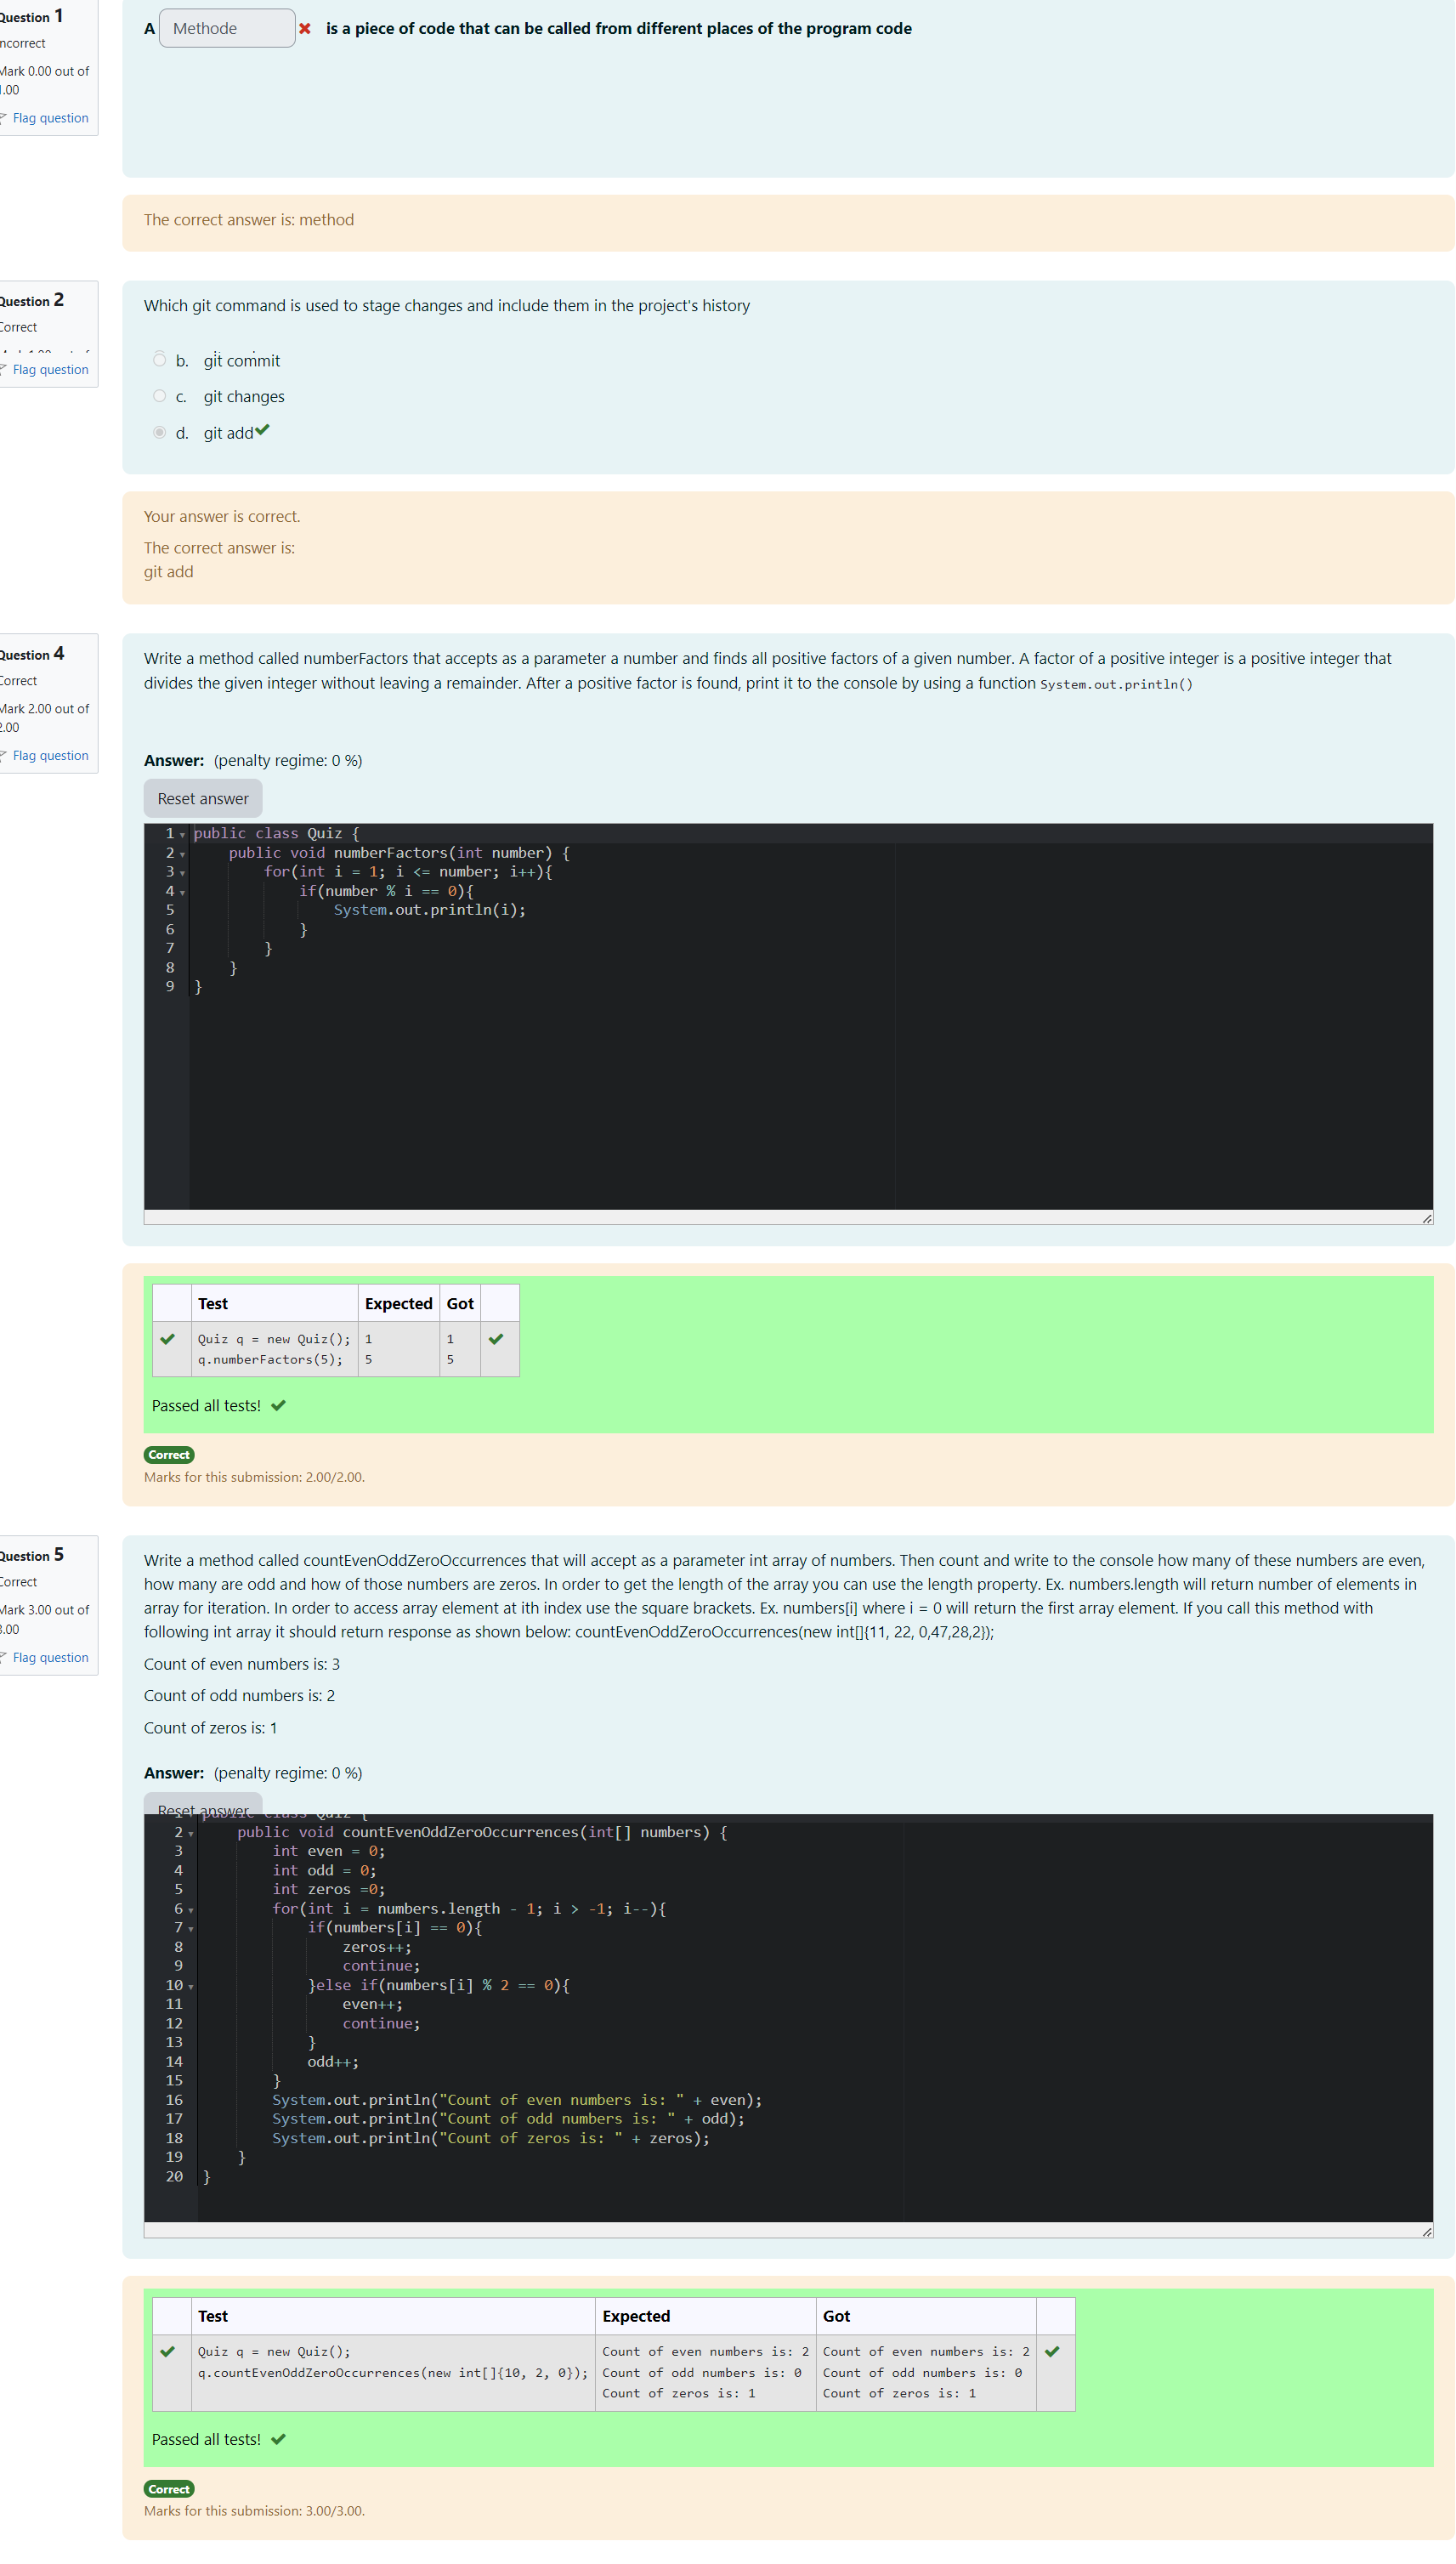 Question 1
ncorrect
Mark 0.00 out of
1.00
Flag question
A Methode is a piece of code that can be called from different places of the program code
The correct answer is: method
Question 2
Correct
Flag question
Which git command is used to stage changes and include them in the project's history
b. git commit
c. git changes
d. git add
Your answer is correct.
The correct answer is:
git add
Question 4
Correct
Mark 2.00 out of
2.00
Flag question
Write a method called numberFactors that accepts as a parameter a number and finds all positive factors of a given number. A factor of a positive integer is a positive integer that
divides the given integer without leaving a remainder. After a positive factor is found, print it to the console by using a function System.out.println()
Answer: (penalty regime: 0 %)
Reset answer
1 public class Quiz {
2 public void numberFactors(int number) {
3 for(int i = 1; i <= number; i++){
4 if(number % i == 0){
5 System.out.println(i);
6 }
7 }
8 }
9 }
Test Expected Got
Quiz q = new Quiz(); 1 1
q.numberFactors(5); 5 5
Passed all tests!
Correct
Marks for this submission: 2.00/2.00.
Question 5
Correct
Mark 3.00 out of
3.00
Flag question
Write a method called countEvenOddZeroOccurrences that will accept as a parameter int array of numbers. Then count and write to the console how many of these numbers are even,
how many are odd and how of those numbers are zeros. In order to get the length of the array you can use the length property. Ex. numbers.length will return number of elements in
array for iteration. In order to access array element at ith index use the square brackets. Ex. numbers[i] where i = 0 will return the first array element. If you call this method with
following int array it should return response as shown below: countEvenOddZeroOccurrences(new int[]{11, 22, 0,47,28,2});
Count of even numbers is: 3
Count of odd numbers is: 2
Count of zeros is: 1
Answer: (penalty regime: 0 %)
Reset answer
1 public class Quiz {
2 public void countEvenOddZeroOccurrences(int[] numbers) {
3 int even = 0;
4 int odd = 0;
5 int zeros =0;
6 for(int i = numbers.length - 1; i > -1; i--){
7 if(numbers[i] == 0){
8 zeros++;
9 continue;
10 }else if(numbers[i] % 2 == 0){
11 even++;
12 continue;
13 }
14 odd++;
15 }
16 System.out.println("Count of even numbers is: " + even);
17 System.out.println("Count of odd numbers is: " + odd);
18 System.out.println("Count of zeros is: " + zeros);
19 }
20 }
Test Expected Got
Quiz q = new Quiz(); Count of even numbers is: 2 Count of even numbers is: 2
q.countEvenOddZeroOccurrences(new int[]{10, 2, 0}); Count of odd numbers is: 0 Count of odd numbers is: 0
Count of zeros is: 1 Count of zeros is: 1
Passed all tests!
Correct
Marks for this submission: 3.00/3.00.